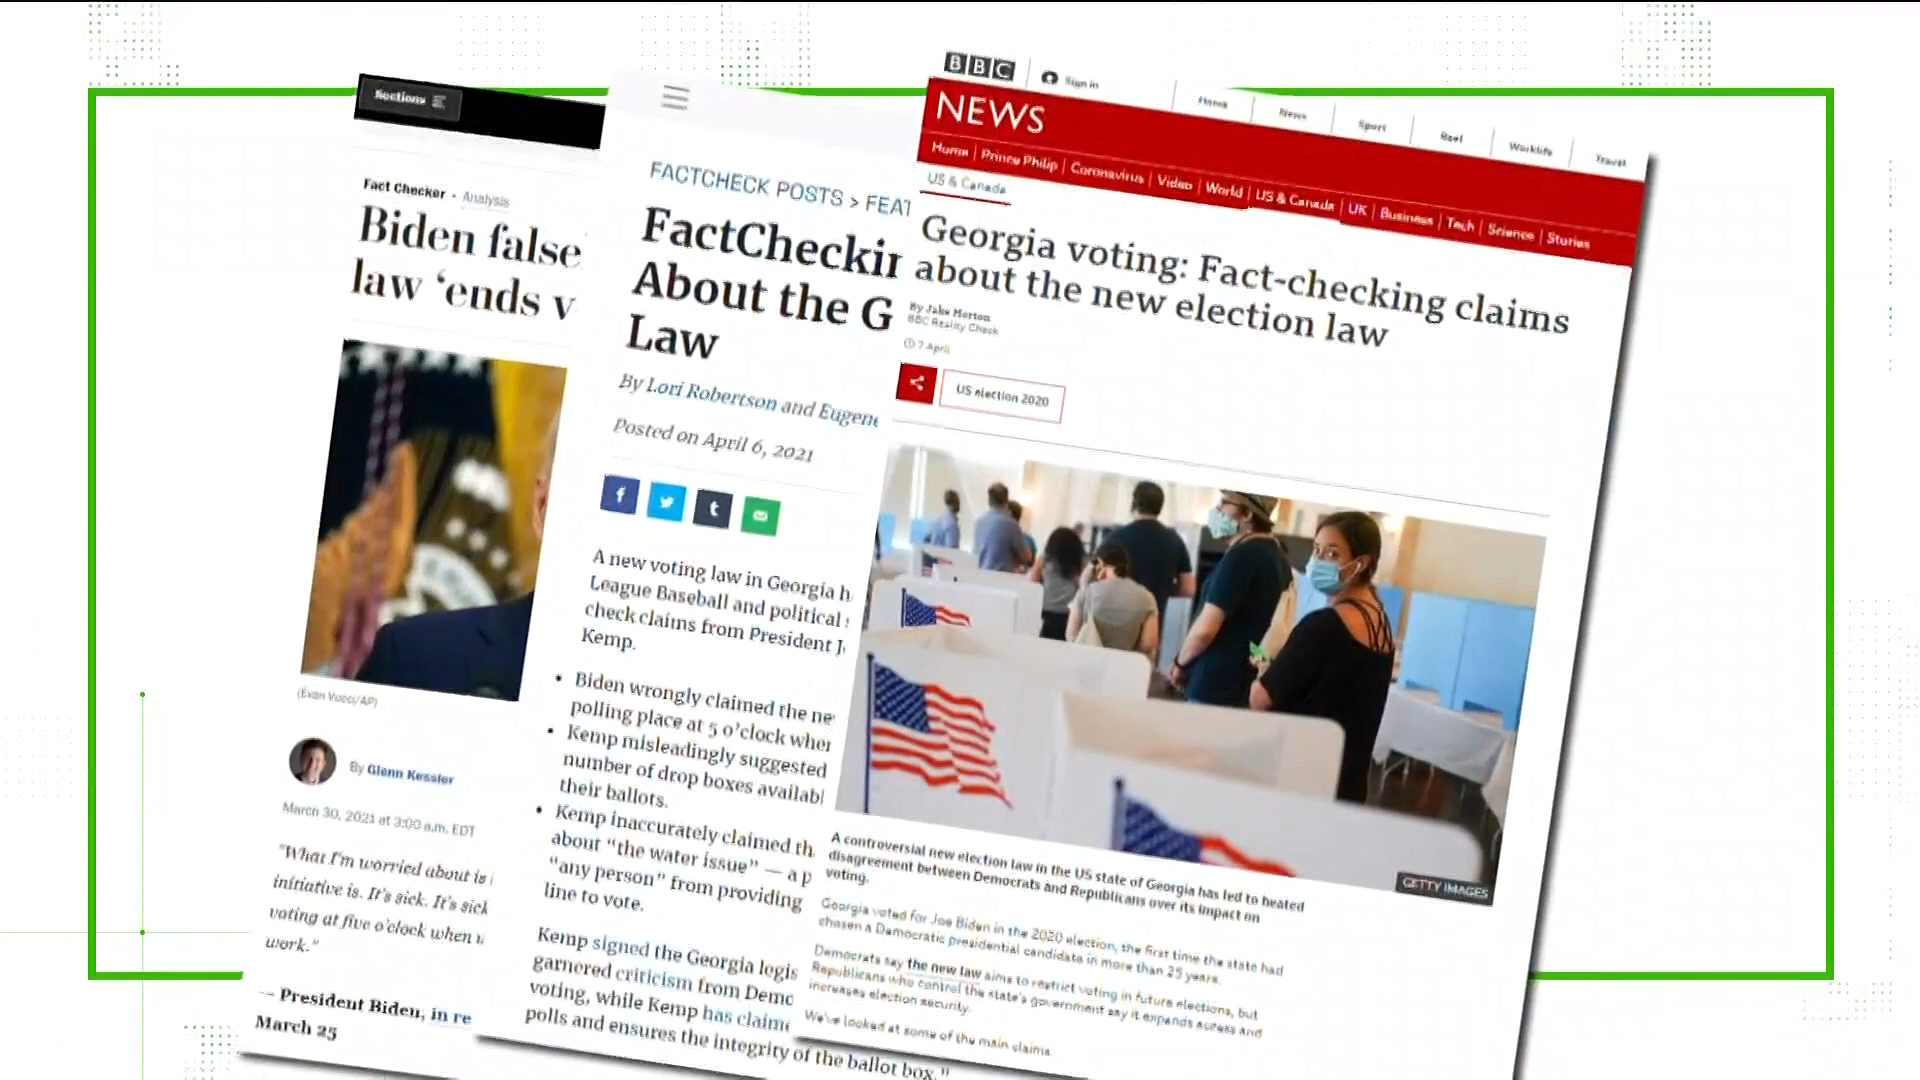 Sections
Fact Checker - Analysis
Biden false
law ‘ends v
(Evan Vucci/AP)
By Glenn Kessler
March 30, 2021 at 3:00 a.m. EDT
“What I'm worried about is
initiative is. It's sick. It's sick
voting at five o'clock when
work.”
— President Biden, in re
March 25
FACTCHECK POSTS > FEAT
FactCheckin
About the G
Law
By Lori Robertson and Eugene
Posted on April 6, 2021
A new voting law in Georgia h
League Baseball and political
check claims from President J
Kemp.
• Biden wrongly claimed the ne
polling place at 5 o’clock when
• Kemp misleadingly suggested
number of drop boxes availabl
their ballots.
• Kemp inaccurately claimed th
about “the water issue” — a p
“any person” from providing
line to vote.
Kemp signed the Georgia legis
garnered criticism from Demo
voting, while Kemp has claime
polls and ensures the integrity of the ballot box.”
BBC
Sign in
Home
News
Sport
Reel
Worklife
Travel
NEWS
Home | Prince Philip | Coronavirus | Video | World | US & Canada | UK | Business | Tech | Science | Stories
US & Canada
Georgia voting: Fact-checking claims
about the new election law
By Jake Horton
BBC Reality Check
7 April
US election 2020
GETTY IMAGES
A controversial new election law in the US state of Georgia has led to heated
disagreement between Democrats and Republicans over its impact on
voting.
Georgia voted for Joe Biden in the 2020 election, the first time the state had
chosen a Democratic presidential candidate in more than 25 years.
Democrats say the new law aims to restrict voting in future elections, but
Republicans who control the state's government say it expands access and
increases election security.
We've looked at some of the main claims.